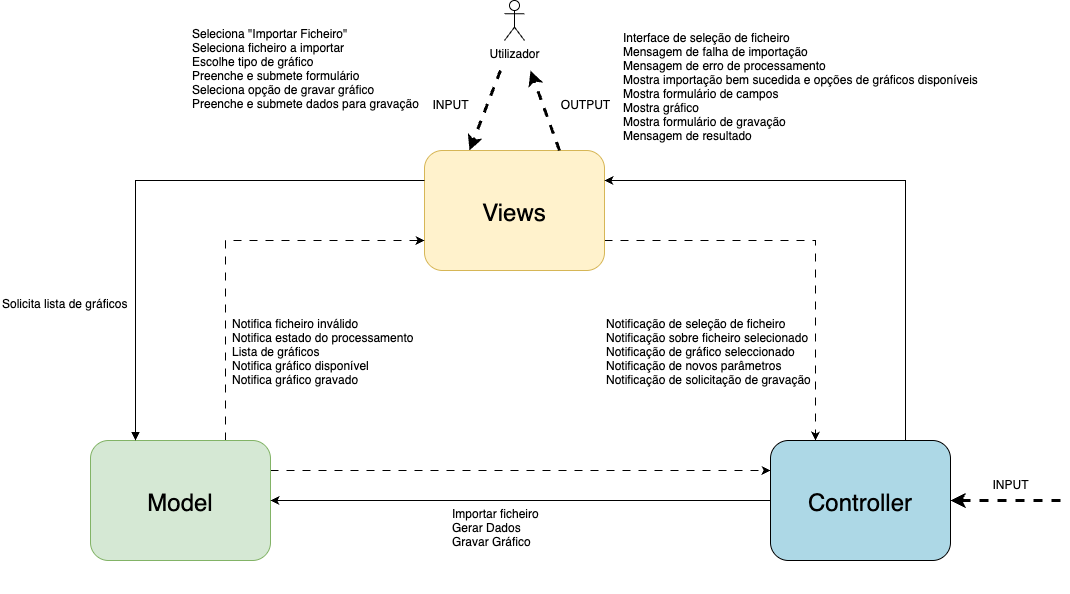 Seleciona "Importar Ficheiro"
Seleciona ficheiro a importar
Escolhe tipo de gráfico
Preenche e submete formulário
Seleciona opção de gravar gráfico
Preenche e submete dados para gravação
Utilizador
INPUT
OUTPUT
Interface de seleção de ficheiro
Mensagem de falha de importação
Mensagem de erro de processamento
Mostra importação bem sucedida e opções de gráficos disponíveis
Mostra formulário de campos
Mostra gráfico
Mostra formulário de gravação
Mensagem de resultado
Views
Solicita lista de gráficos
Notifica ficheiro inválido
Notifica estado do processamento
Lista de gráficos
Notifica gráfico disponível
Notifica gráfico gravado
Notificação de seleção de ficheiro
Notificação sobre ficheiro selecionado
Notificação de gráfico seleccionado
Notificação de novos parâmetros
Notificação de solicitação de gravação
Model
Controller
INPUT
Importar ficheiro
Gerar Dados
Gravar Gráfico